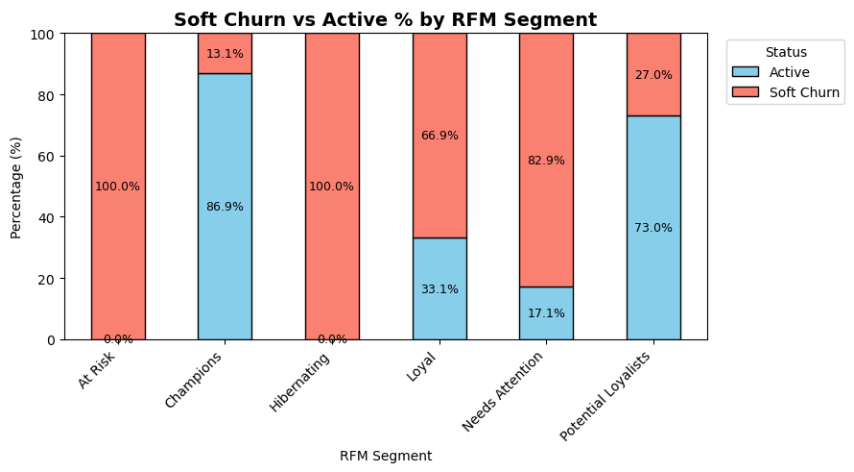 Soft Churn vs Active % by RFM Segment
Status
Active
Soft Churn
Percentage (%)
100
80
60
40
20
0
100.0%
0.0%
13.1%
86.9%
100.0%
0.0%
66.9%
33.1%
82.9%
17.1%
27.0%
73.0%
At Risk
Champions
Hibernating
Loyal
Needs Attention
Potential Loyalists
RFM Segment